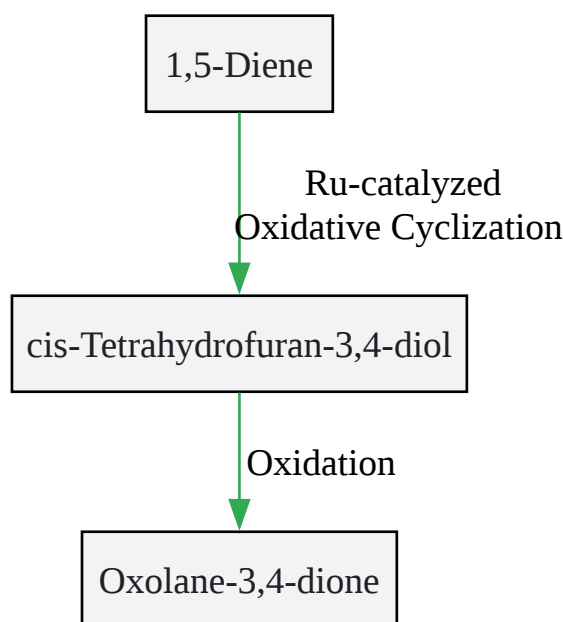 1,5-Diene
Ru-catalyzed
Oxidative Cyclization
cis-Tetrahydrofuran-3,4-diol
Oxidation
Oxolane-3,4-dione